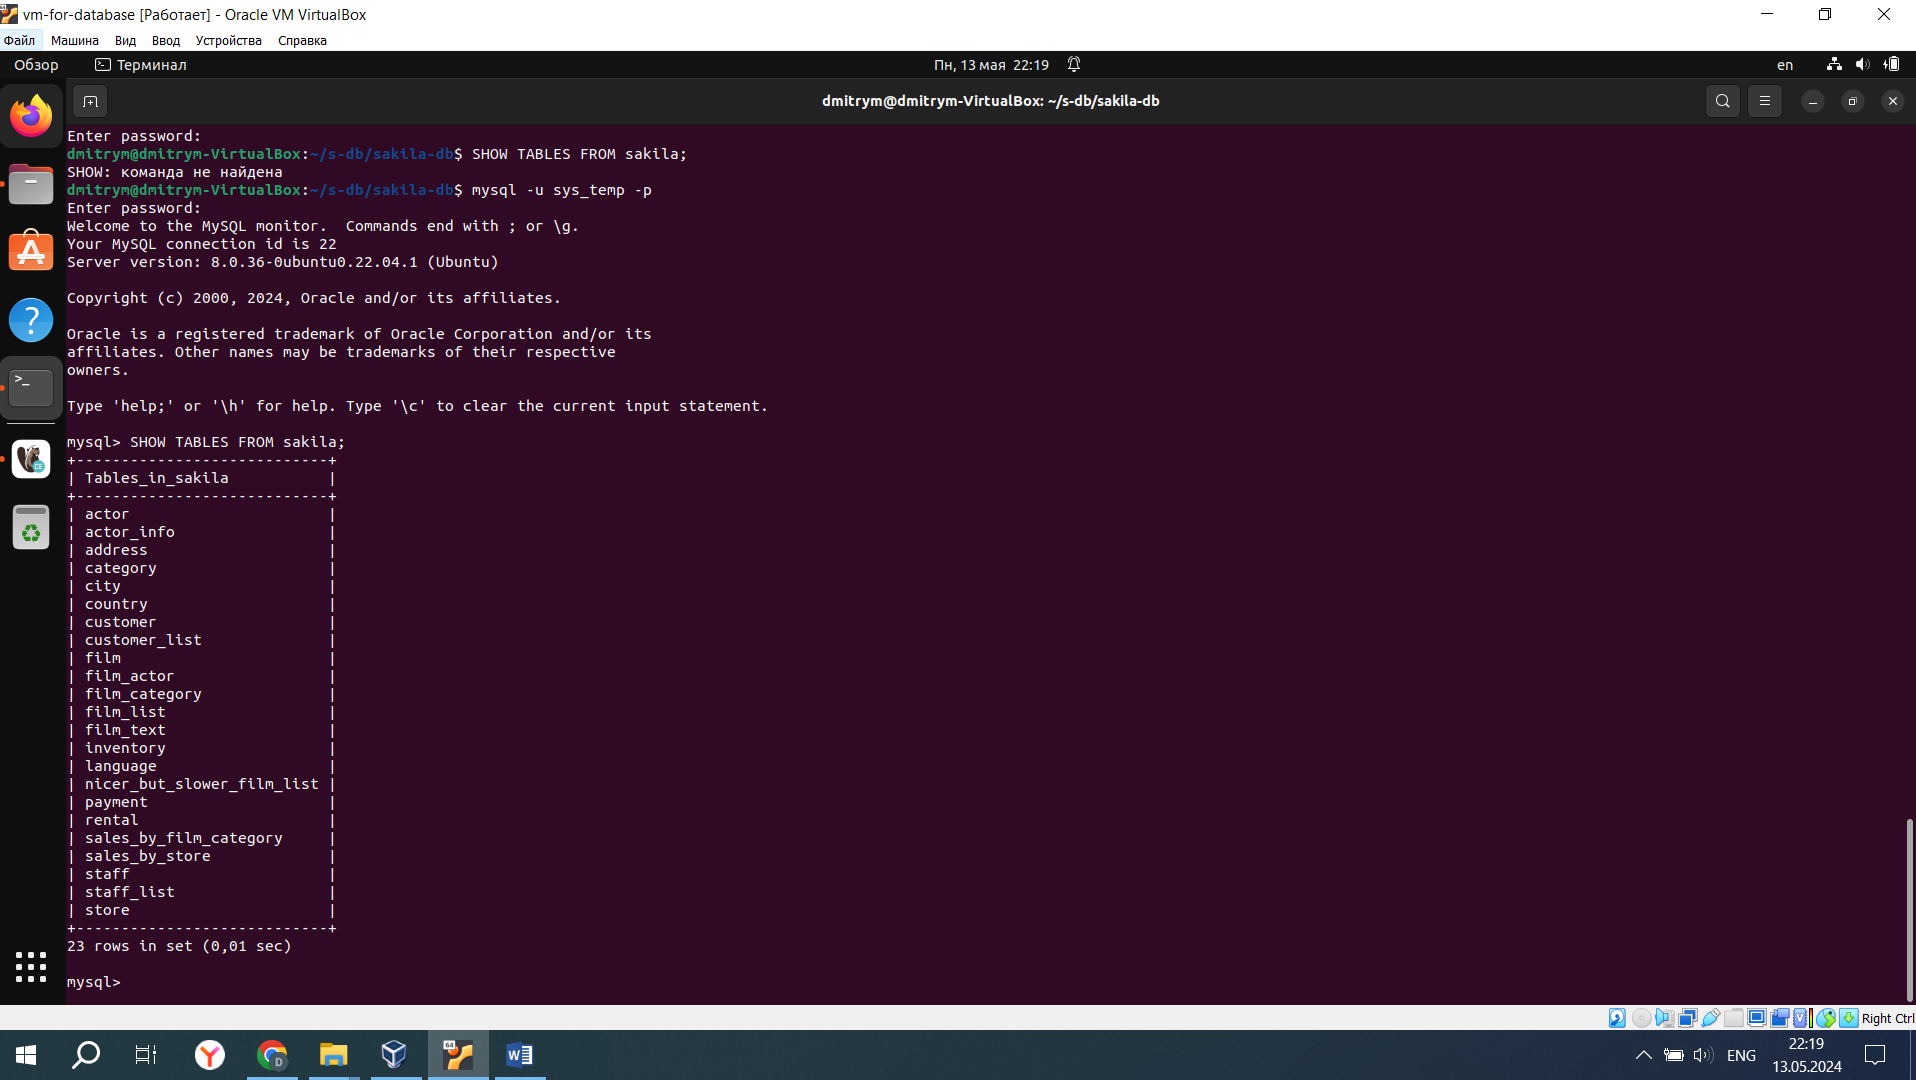 vm-for-database [Работает] - Oracle VM VirtualBox
Файл Машина Вид Ввод Устройства Справка
Обзор Терминал Пн, 13 мая 22:19 en
dmitrym@dmitrym-VirtualBox: ~/s-db/sakila-db
Enter password:
dmitrym@dmitrym-VirtualBox:~/s-db/sakila-db$ SHOW TABLES FROM sakila;
SHOW: команда не найдена
dmitrym@dmitrym-VirtualBox:~/s-db/sakila-db$ mysql -u sys_temp -p
Enter password:
Welcome to the MySQL monitor.  Commands end with ; or \g.
Your MySQL connection id is 22
Server version: 8.0.36-0ubuntu0.22.04.1 (Ubuntu)
Copyright (c) 2000, 2024, Oracle and/or its affiliates.
Oracle is a registered trademark of Oracle Corporation and/or its
affiliates. Other names may be trademarks of their respective
owners.
Type 'help;' or '\h' for help. Type '\c' to clear the current input statement.
mysql> SHOW TABLES FROM sakila;
+----------------------------+
| Tables_in_sakila           |
+----------------------------+
| actor                      |
| actor_info                 |
| address                    |
| category                   |
| city                       |
| country                    |
| customer                   |
| customer_list              |
| film                       |
| film_actor                 |
| film_category              |
| film_list                  |
| film_text                  |
| inventory                  |
| language                   |
| nicer_but_slower_film_list |
| payment                    |
| rental                     |
| sales_by_film_category     |
| sales_by_store             |
| staff                      |
| staff_list                 |
| store                      |
+----------------------------+
23 rows in set (0,01 sec)
mysql>
Right Ctrl
ENG
22:19
13.05.2024